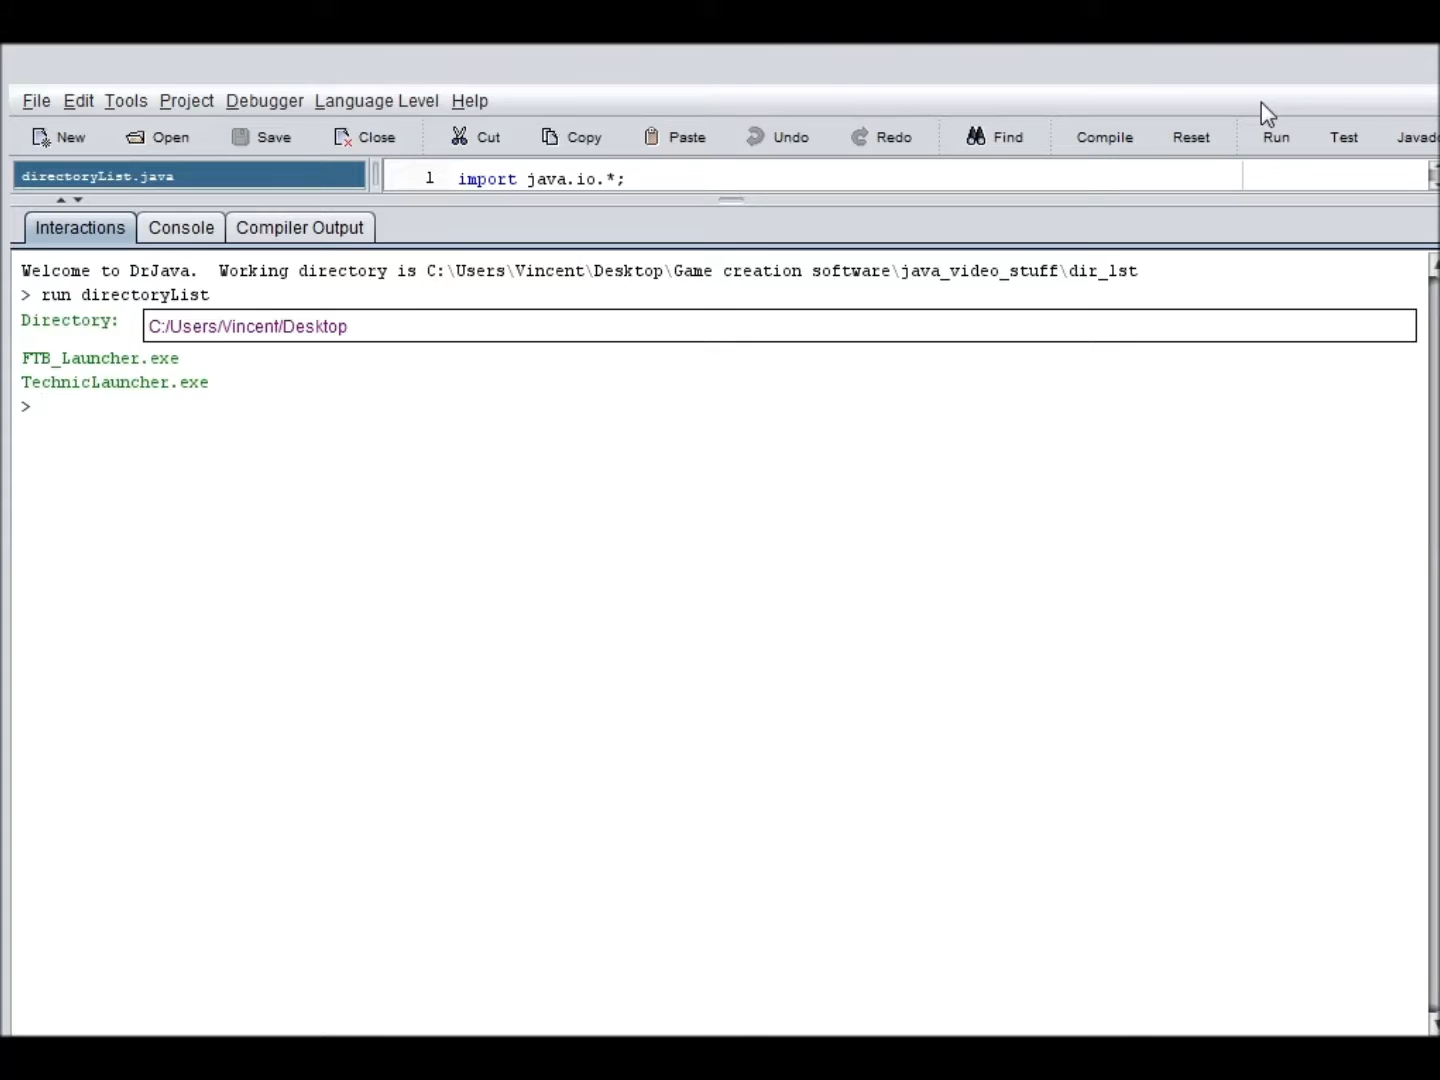 File Edit Tools Project Debugger Language Level Help
New Open Save Close Cut Copy Paste Undo Redo Find Compile Reset Run Test Javad
directoryList.java 1 import java.io.*;
Interactions Console Compiler Output
Welcome to DrJava.  Working directory is C:\Users\Vincent\Desktop\Game creation software\java_video_stuff\dir_lst
> run directoryList
Directory: C:/Users/Vincent/Desktop
FTB_Launcher.exe
TechnicLauncher.exe
>